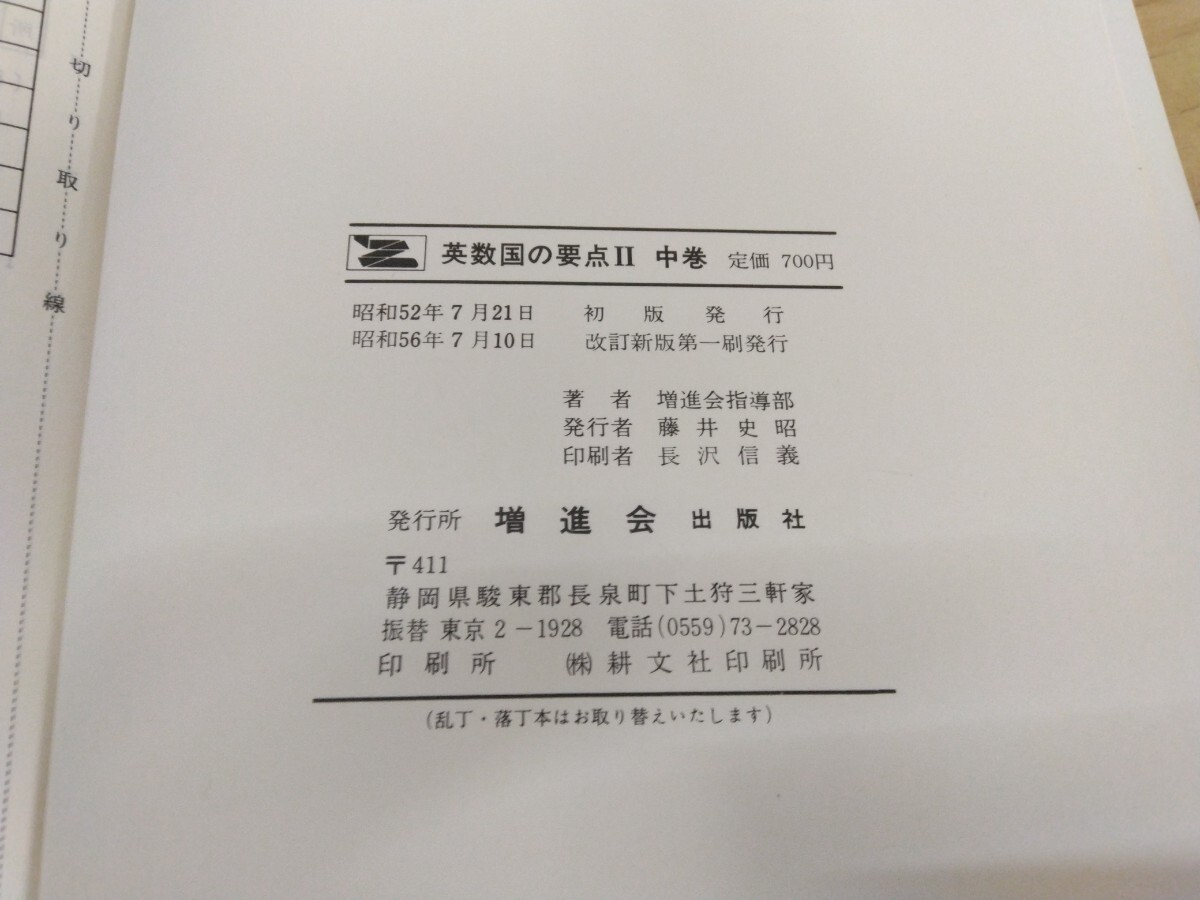 切り取り線
英数国の要点II 中巻 定価 700円
昭和52年7月21日 初版発行
昭和56年7月10日 改訂新版第一刷発行
著者 増進会指導部
発行者 藤井史昭
印刷者 長沢信義
発行所 増進会出版社
〒411
静岡県駿東郡長泉町下土狩三軒家
振替 東京2-1928 電話(0559)73-2828
印刷所 ㈱耕文社印刷所
(乱丁・落丁本はお取り替えいたします)